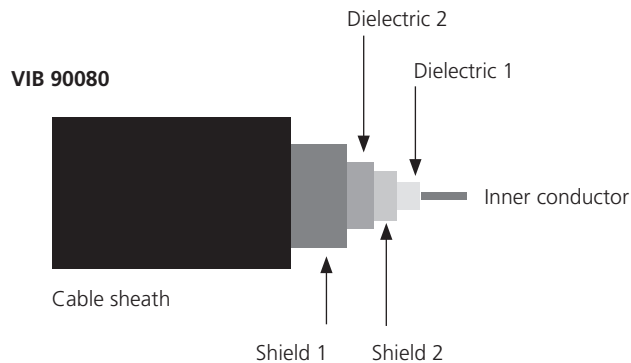 Dielectric 2
VIB 90080
Dielectric 1
Inner conductor
Cable sheath
Shield 1
Shield 2